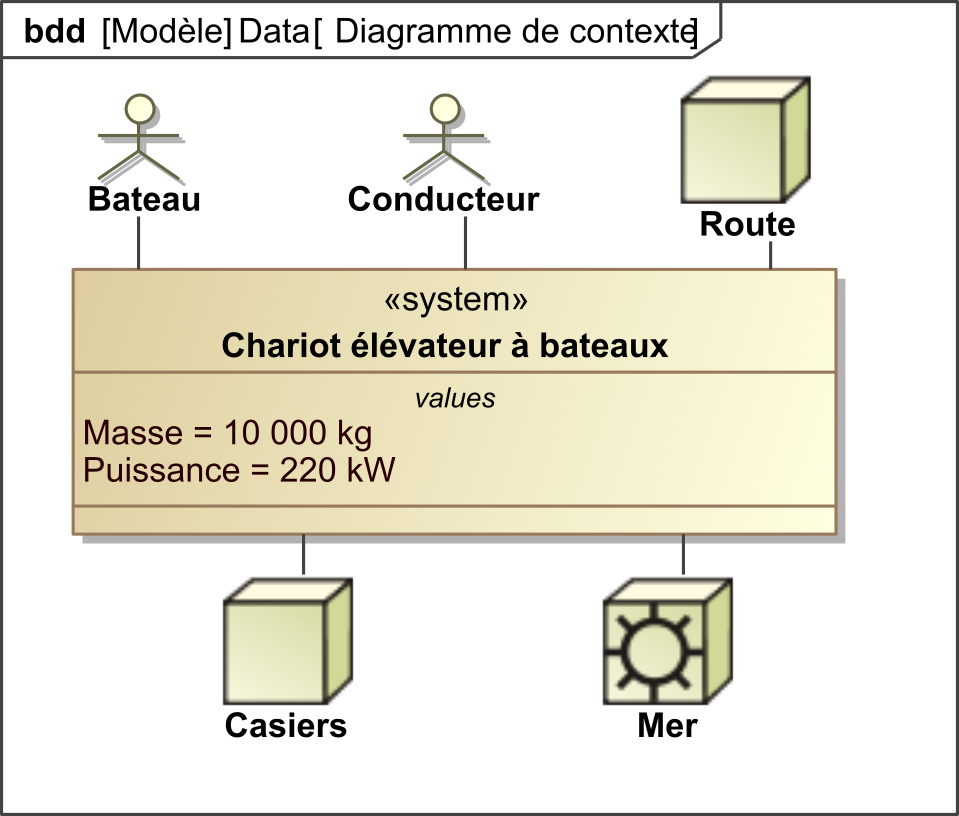 bdd [Modèle] Data[ Diagramme de contexte]
Bateau
Conducteur
Route
«system»
Chariot élévateur à bateaux
values
Masse = 10 000 kg
Puissance = 220 kW
Casiers
Mer